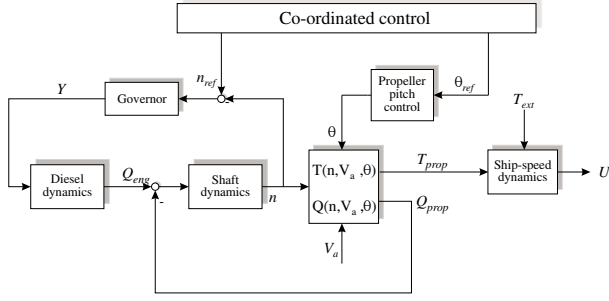 Co-ordinated control
n_ref
Y
Governor
-
Propeller
pitch
control
θ_ref
T_ext
θ
Diesel
dynamics
Q_eng
-
Shaft
dynamics
n
T(n,V_a ,θ)
Q(n,V_a ,θ)
T_prop
Q_prop
Ship-speed
dynamics
U
V_a